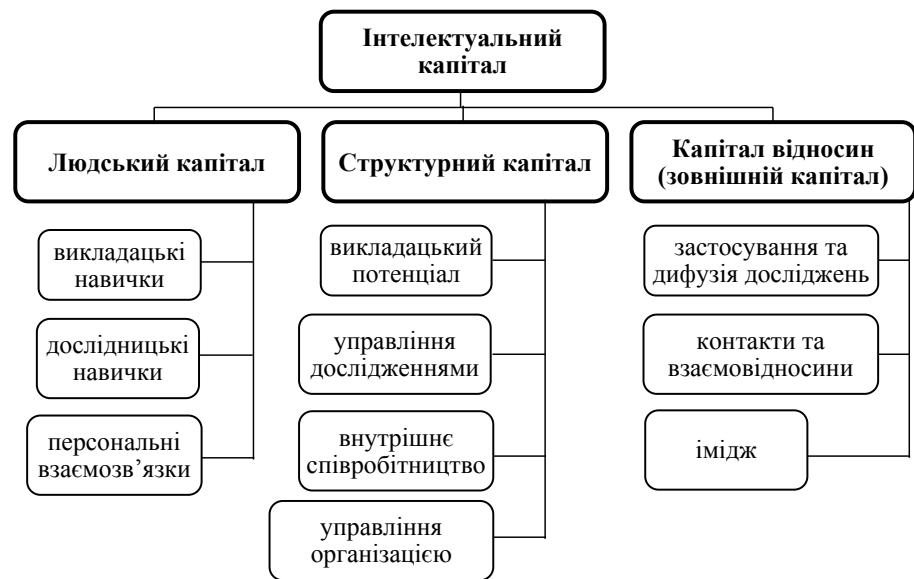 Інтелектуальний
капітал
Людський капітал
Структурний капітал
Капітал відносин
(зовнішній капітал)
викладацькі
навички
дослідницькі
навички
персональні
взаємозв’язки
викладацький
потенціал
управління
дослідженнями
внутрішнє
співробітництво
управління
організацією
застосування та
дифузія досліджень
контакти та
взаємовідносини
імідж